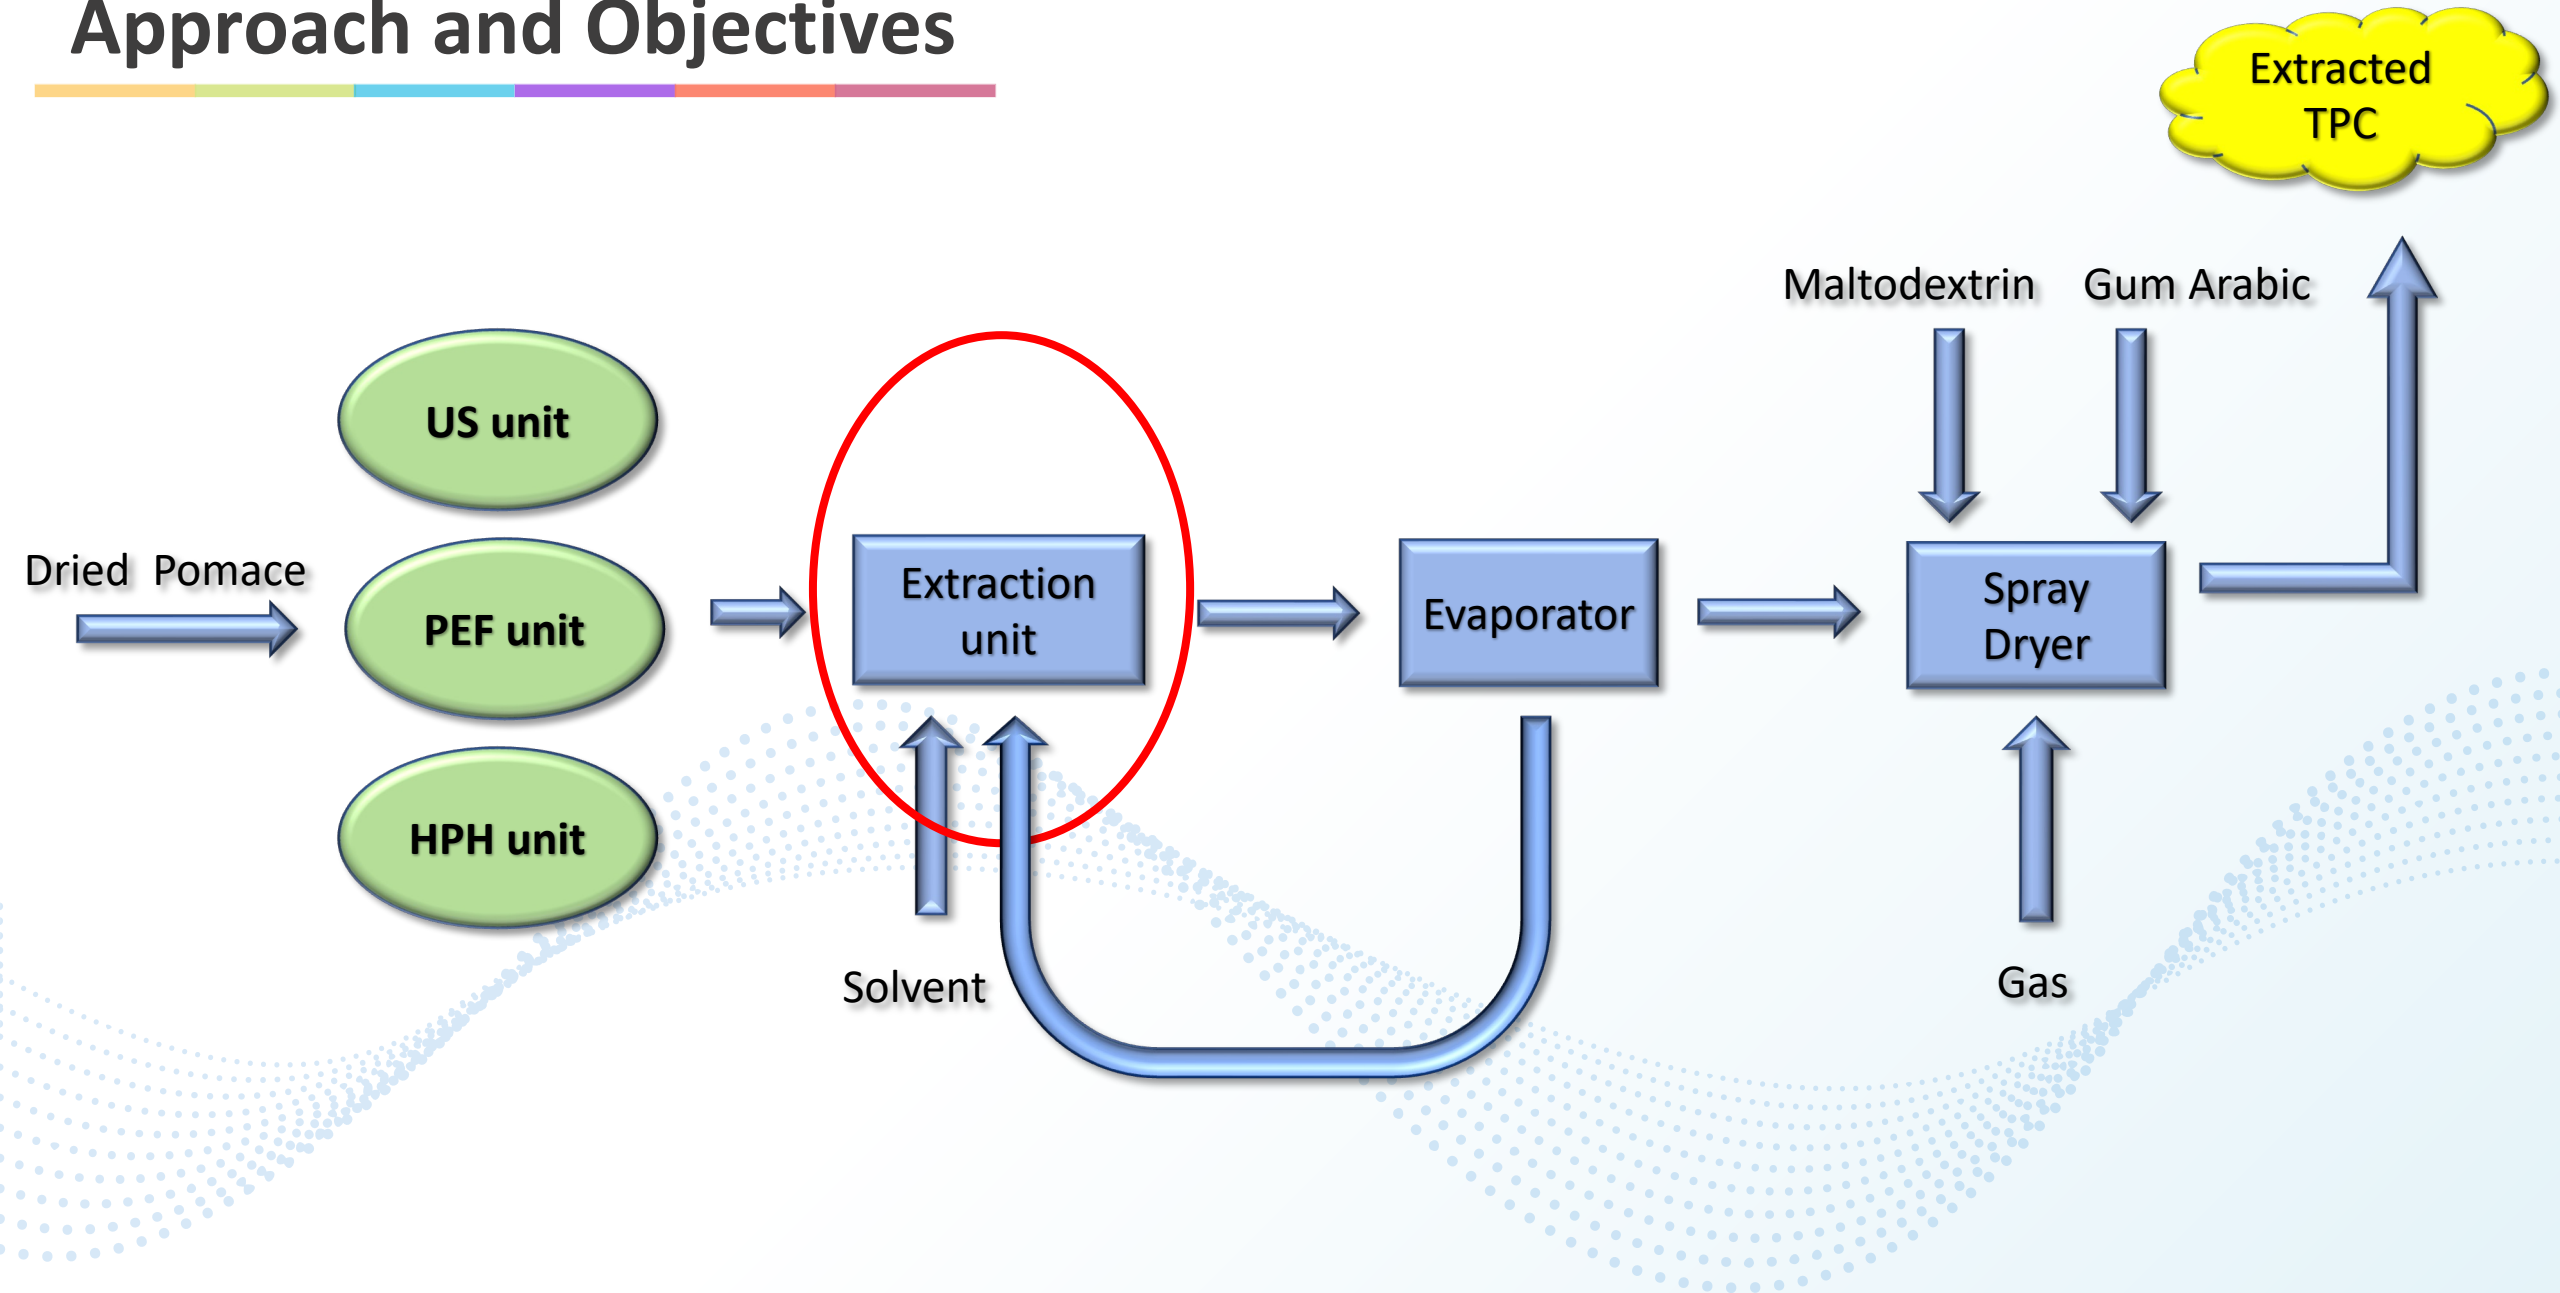 Approach and Objectives
Extracted
TPC
Maltodextrin
Gum Arabic
US unit
Dried Pomace
PEF unit
HPH unit
Extraction
unit
Evaporator
Spray
Dryer
Solvent
Gas